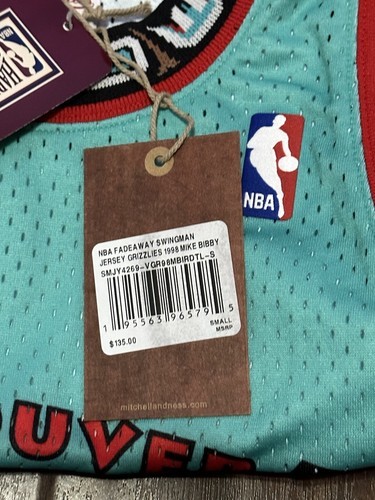 NBA
NBA FADEAWAY SWINGMAN
JERSEY GRIZZLIES 1998 MIKE BIBBY
SMJY4269-VGR98MBIRDTL-S
1 95563 96579 5
SMALL
$135.00 MSRP
mitchellandness.com
OUVER